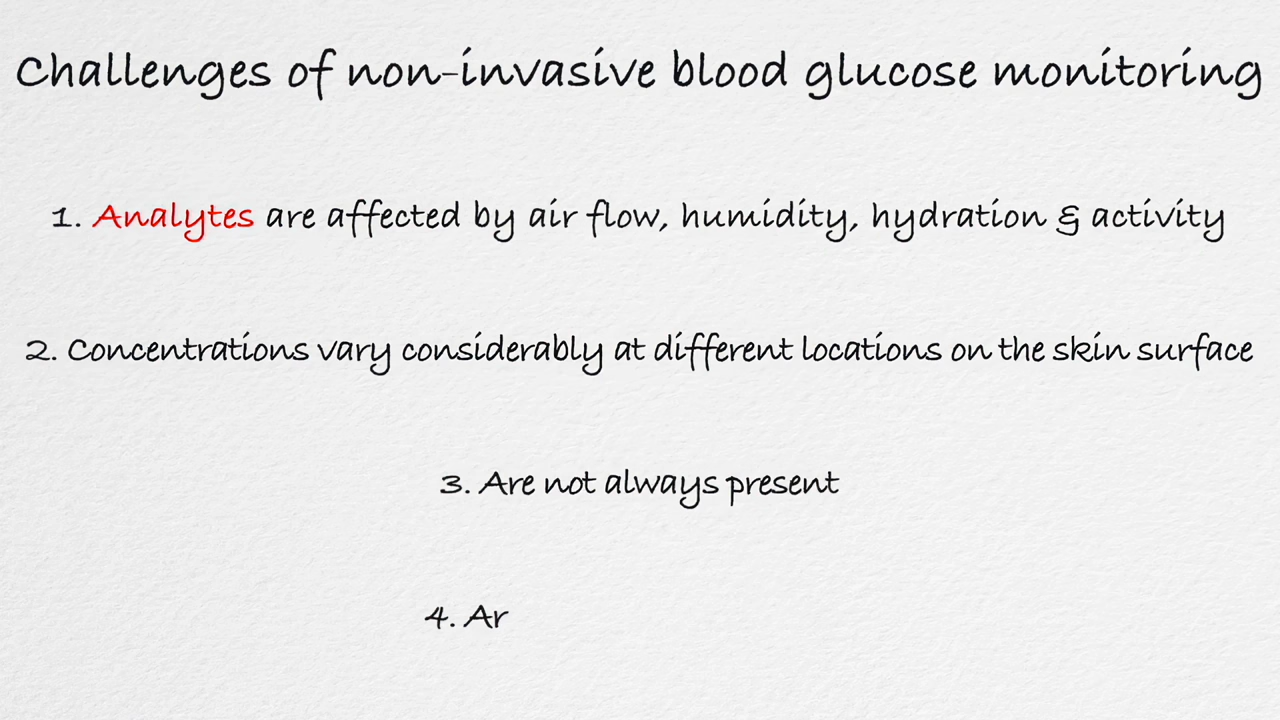 Challenges of non-invasive blood glucose monitoring
1. Analytes are affected by air flow, humidity, hydration & activity
2. Concentrations vary considerably at different locations on the skin surface
3. Are not always present
4. Ar